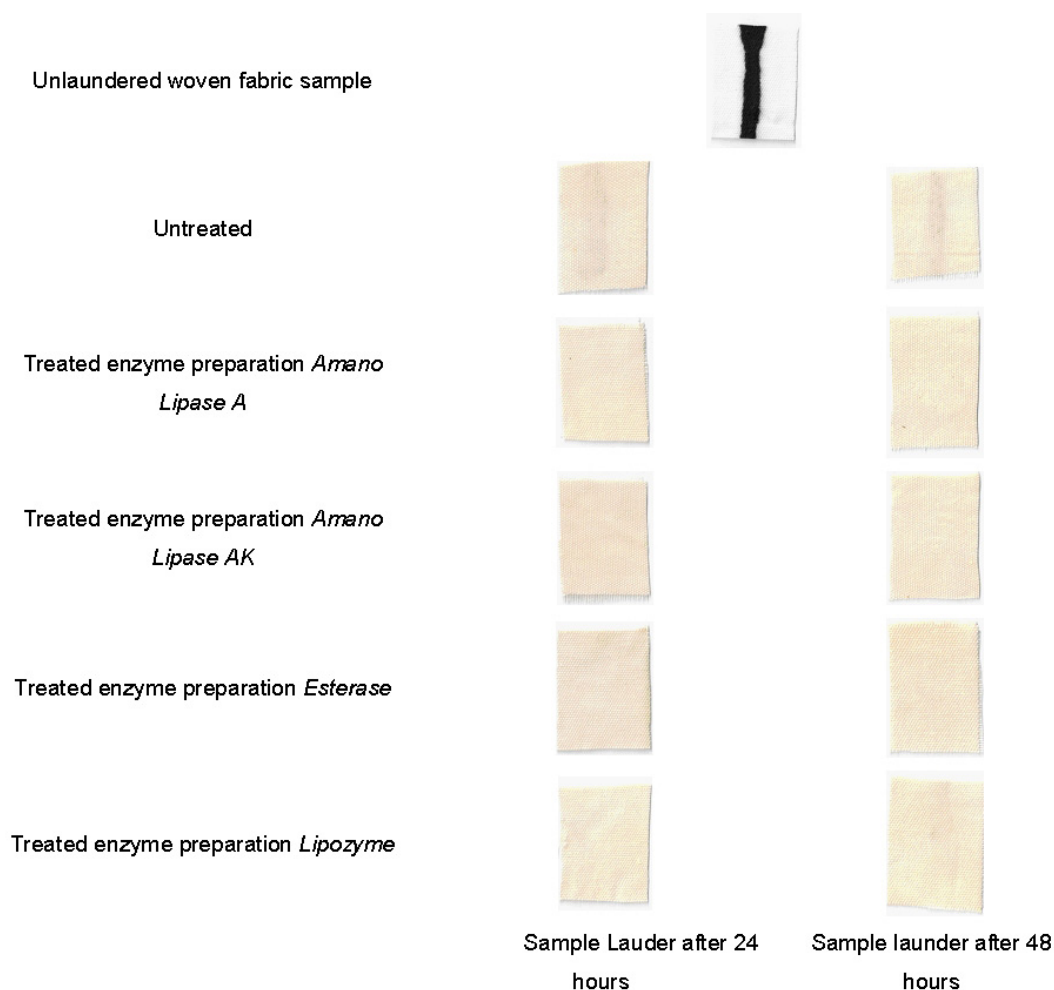 Unlaundered woven fabric sample
Untreated
Treated enzyme preparation Amano
Lipase A
Treated enzyme preparation Amano
Lipase AK
Treated enzyme preparation Esterase
Treated enzyme preparation Lipozyme
Sample Lauder after 24
hours
Sample launder after 48
hours